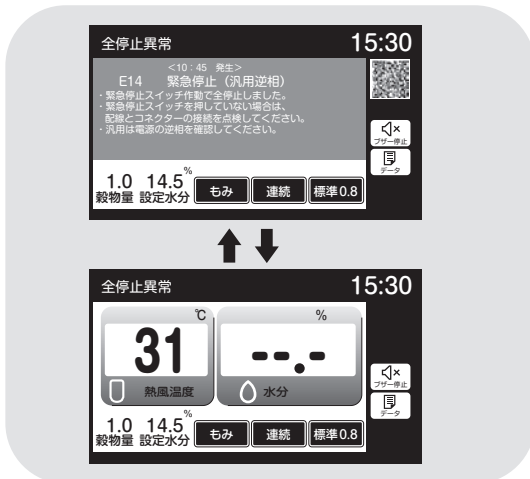 全停止異常
15:30
<10：45 発生>
E14 緊急停止（汎用逆相）
・緊急停止スイッチ作動で全停止しました。
・緊急停止スイッチを押していない場合は、
配線とコネクターの接続を点検してください。
・汎用は電源の逆相を確認してください。
ブザー停止
データ
1.0 14.5%
穀物量 設定水分
もみ
連続
標準0.8
全停止異常
15:30
℃
31
熱風温度
%
--.-
水分
ブザー停止
データ
1.0 14.5%
穀物量 設定水分
もみ
連続
標準0.8